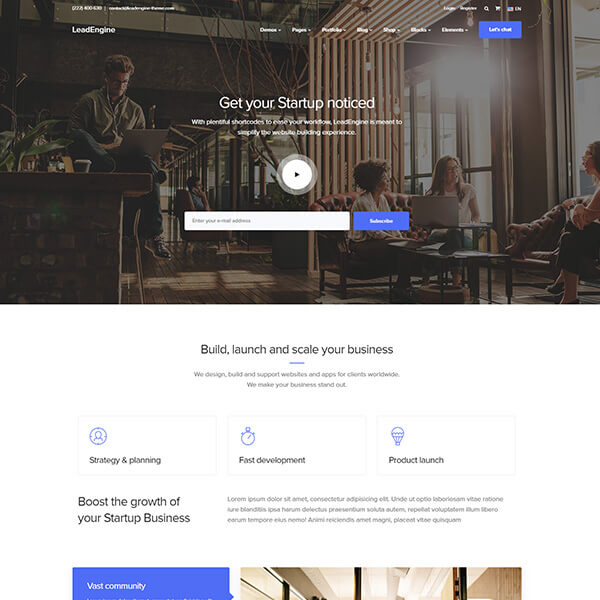 (222) 400-630 contact@leadengine-theme.com Login Register EN
LeadEngine Demos Pages Portfolio Blog Shop Blocks Elements Let's chat
Get your Startup noticed
With plentiful shortcodes to ease your workflow, LeadEngine is meant to
simplify the website building experience.
Enter your e-mail address Subscribe
Build, launch and scale your business
We design, build and support websites and apps for clients worldwide.
We make your business stand out.
Strategy & planning Fast development Product launch
Boost the growth of
your Startup Business
Lorem ipsum dolor sit amet, consectetur adipisicing elit. Unde ut optio laboriosam vitae ratione
iure blanditiis ipsa harum delectus praesentium soluta autem, repellat voluptatem illum libero
earum tempore eius nemo! Animi reiciendis amet magni, placeat vitae quisquam
Vast community